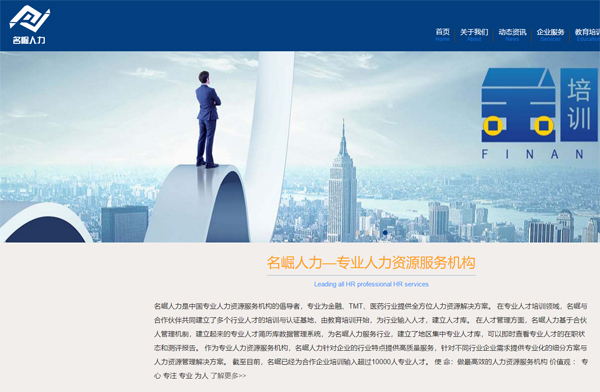 名崛人力
首页 关于我们 动态资讯 企业服务 教育培训
Home About News Services Education
培训
FINAN
名崛人力—专业人力资源服务机构
Leading all HR professional HR services
名崛人力是中国专业人力资源服务机构的倡导者，专业为金融、TMT、医药行业提供全方位人力资源解决方案。 在专业人才培训领域，名崛与
合作伙伴共同建立了多个行业人才的培训与认证基地，由教育培训开始，为行业输入人才，建立人才库。 在人才管理方面，名崛人力基于合伙
人管理机制，建立起来的专业人才简历库数据管理系统，为名崛人力服务行业，建立了地区集中专业人才库，可以即时查看专业人才的在职状
态和测评报告。 作为专业人力资源服务机构，名崛人力针对企业的行业特点提供高质量服务，针对不同行业企业需求提供专业化的细分方案与
人力资源管理解决方案。 截至目前，名崛已经为合作企业培训输入超过10000人专业人才。 使 命：做最高效的人力资源服务机构 价值观： 专
心 专注 专业 为人 了解更多>>